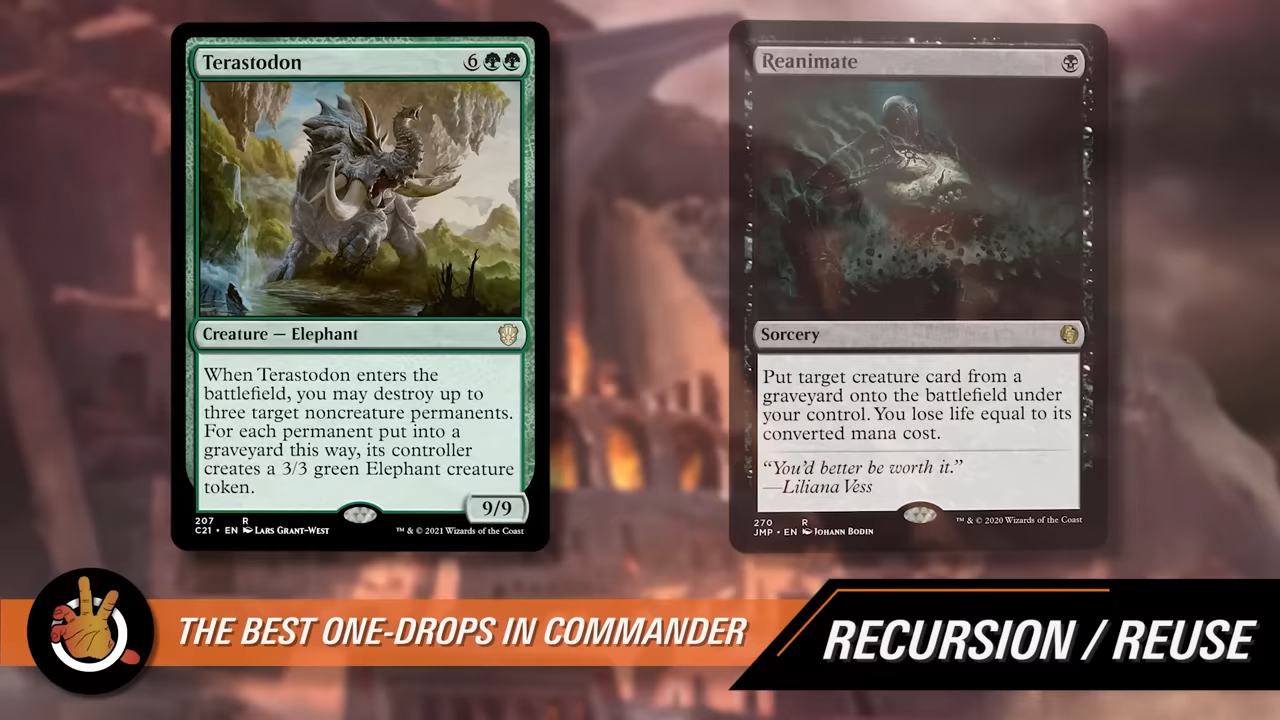 Terastodon 6
Creature — Elephant
When Terastodon enters the
battlefield, you may destroy up to
three target noncreature permanents.
For each permanent put into a
graveyard this way, its controller
creates a 3/3 green Elephant creature
token.
9/9
207 R
C21 • EN Lars Grant-West
™ & © 2021 Wizards of the Coast
Reanimate
Sorcery
Put target creature card from a
graveyard onto the battlefield under
your control. You lose life equal to its
converted mana cost.
“You’d better be worth it.”
—Liliana Vess
270 R
JMP • EN Johann Bodin
™ & © 2020 Wizards of the Coast
THE BEST ONE-DROPS IN COMMANDER
RECURSION / REUSE